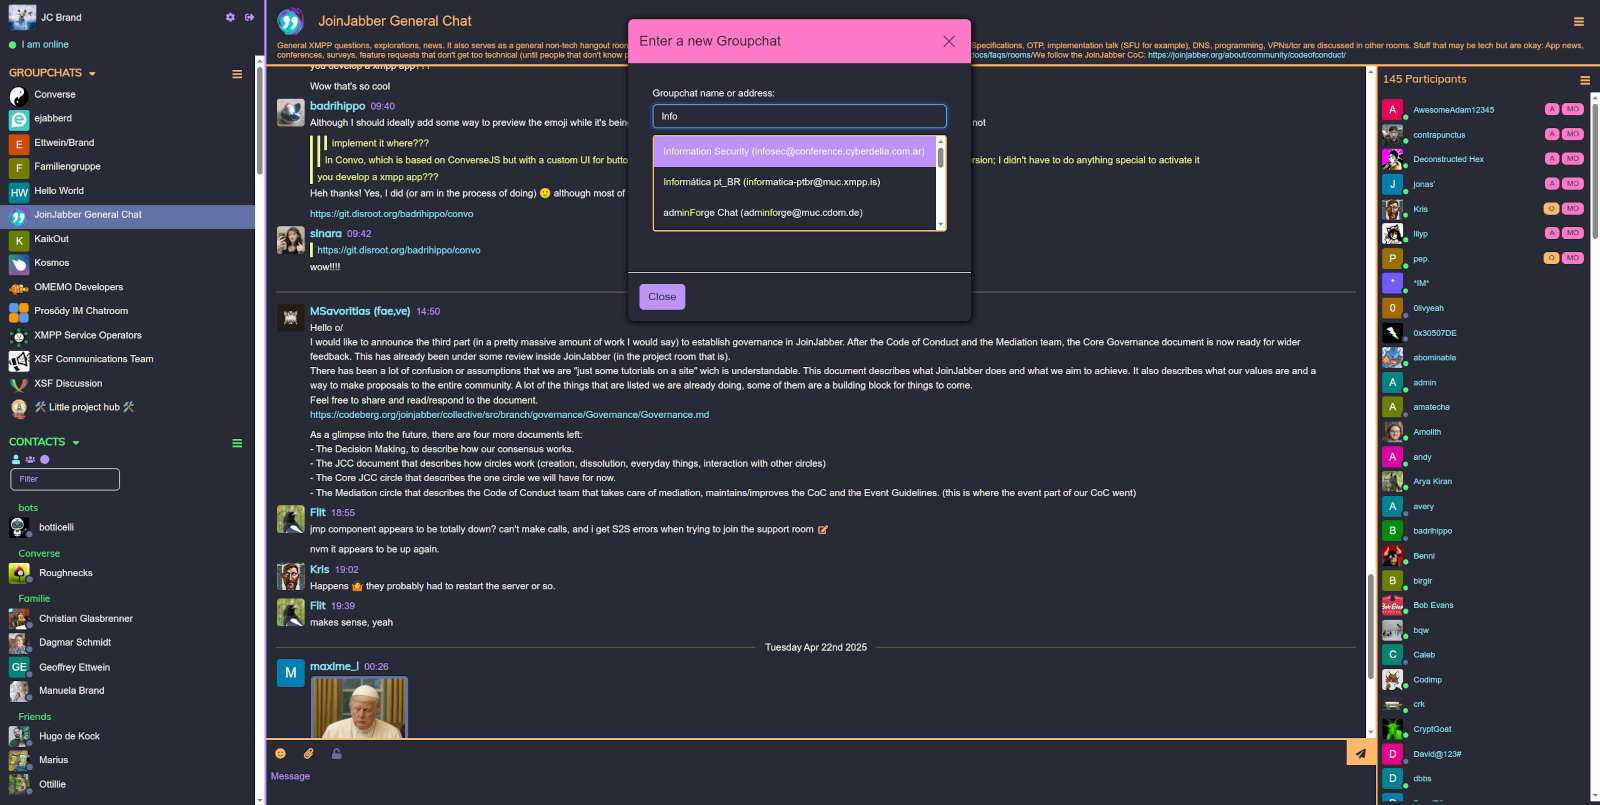 JC Brand
I am online
GROUPCHATS
Converse
ejabberd
E
Ettwein/Brand
F
Familiengruppe
HW
Hello World
JoinJabber General Chat
K
KaikOut
Kosmos
OMEMO Developers
Prosödy IM Chatroom
XMPP Service Operators
XSF Communications Team
XSF Discussion
🛠 Little project hub 🛠
CONTACTS
Filter
bots
botticelli
Converse
Roughnecks
Familie
Christian Glasbrenner
Dagmar Schmidt
GE
Geoffrey Ettwein
Manuela Brand
Friends
Hugo de Kock
Marius
Ottillie
JoinJabber General Chat
General XMPP questions, explorations, news. It also serves as a general non-tech hangout roo
Specifications, OTP, implementation talk (SFU for example), DNS, programming, VPNs/tor are discussed in other rooms. Stuff that may be tech but are okay: App news,
conferences, surveys, feature requests that don't get too technical (until people that don't know p
docs/faqs/rooms/We follow the JoinJabber CoC: https://joinjabber.org/about/community/codeofconduct/
you develop a xmpp app???
Wow that's so cool
badrihippo 09:40
Although I should ideally add some way to preview the emoji while it's bein
not
implement it where???
In Convo, which is based on ConverseJS but with a custom UI for butto
rsion; I didn't have to do anything special to activate it
you develop a xmpp app???
Heh thanks! Yes, I did (or am in the process of doing) 🙂 although most of
https://git.disroot.org/badrihippo/convo
sinara 09:42
https://git.disroot.org/badrihippo/convo
wow!!!!
MSavoritias (fae,ve) 14:50
Hello o/
I would like to announce the third part (in a pretty massive amount of work I would say) to establish governance in JoinJabber. After the Code of Conduct and the Mediation team, the Core Governance document is now ready for wider
feedback. This has already been under some review inside JoinJabber (in the project room that is).
There has been a lot of confusion or assumptions that we are "just some tutorials on a site" wich is understandable. This document describes what JoinJabber does and what we aim to achieve. It also describes what our values are and a
way to make proposals to the entire community. A lot of the things that are listed we are already doing, some of them are a building block for things to come.
Feel free to share and read/respond to the document.
https://codeberg.org/joinjabber/collective/src/branch/governance/Governance/Governance.md
As a glimpse into the future, there are four more documents left:
- The Decision Making, to describe how our consensus works.
- The JCC document that describes how circles work (creation, dissolution, everyday things, interaction with other circles)
- The Core JCC circle that describes the one circle we will have for now.
- The Mediation circle that describes the Code of Conduct team that takes care of mediation, maintains/improves the CoC and the Event Guidelines. (this is where the event part of our CoC went)
Flit 18:55
jmp component appears to be totally down? can't make calls, and i get S2S errors when trying to join the support room
nvm it appears to be up again.
Kris 19:02
Happens 🤷 they probably had to restart the server or so.
Flit 19:39
makes sense, yeah
Tuesday Apr 22nd 2025
M
maxime_l 00:26
Message
Enter a new Groupchat
Groupchat name or address:
Info
Information Security (infosec@conference.cyberdelia.com.ar)
Informática pt_BR (informatica-ptbr@muc.xmpp.is)
adminForge Chat (adminforge@muc.cdom.de)
Close
145 Participants
A
AwesomeAdam12345
A MO
contrapunctus
A MO
Deconstructed Hex
A MO
J
jonas'
A MO
Kris
O MO
lilyp
A MO
P
pep.
O MO
*
*IM*
0
0livyeah
0x30507DE
abominable
A
admin
A
amatecha
Amolith
A
andy
Arya Kiran
A
avery
B
badrihippo
Benni
B
birgir
Bob Evans
bqw
C
Caleb
Codimp
crk
CryptGoat
D
David@123#
D
dbbs